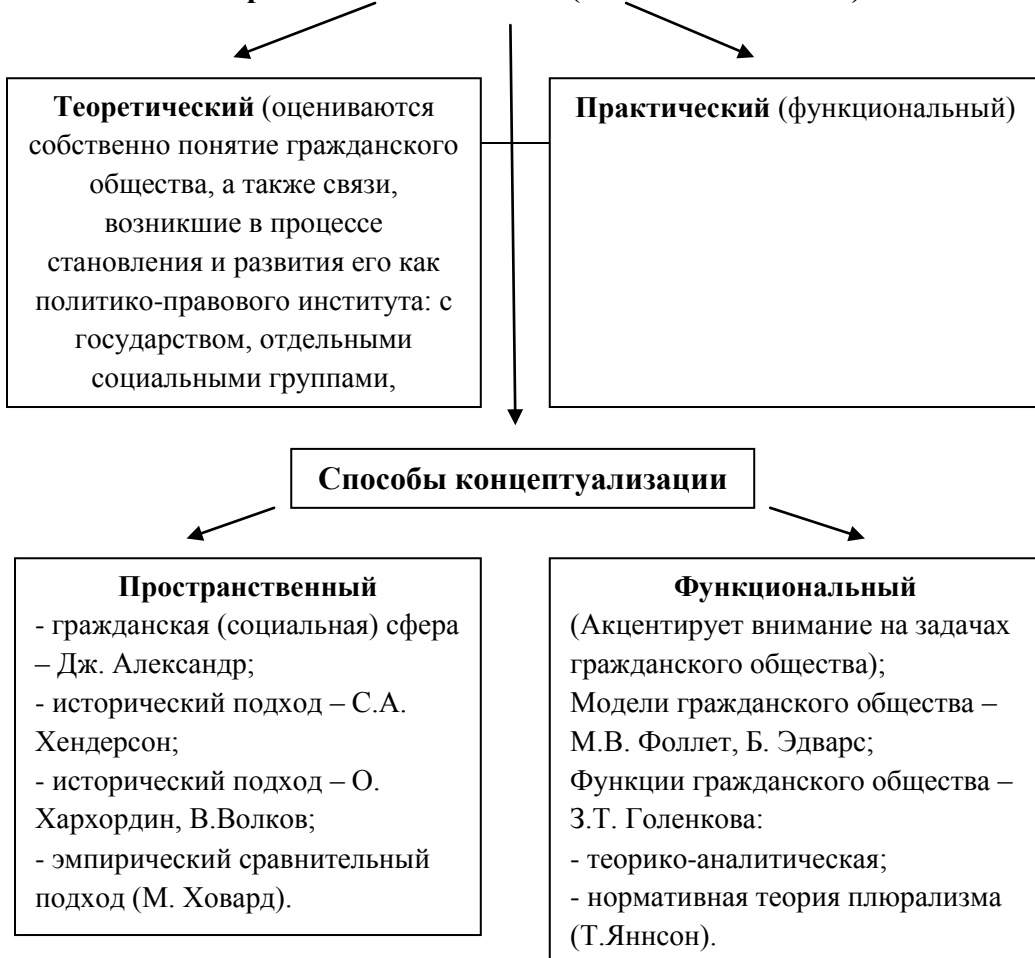 Теоретический (оцениваются
собственно понятие гражданского
общества, а также связи,
возникшие в процессе
становления и развития его как
политико-правового института: с
государством, отдельными
социальными группами,
Практический (функциональный)
Способы концептуализации
Пространственный
- гражданская (социальная) сфера
– Дж. Александр;
- исторический подход – С.А.
Хендерсон;
- исторический подход – О.
Хархордин, В.Волков;
- эмпирический сравнительный
подход (М. Ховард).
Функциональный
(Акцентирует внимание на задачах
гражданского общества);
Модели гражданского общества –
М.В. Фоллет, Б. Эдварс;
Функции гражданского общества –
З.Т. Голенкова:
- теорико-аналитическая;
- нормативная теория плюрализма
(Т.Яннсон).